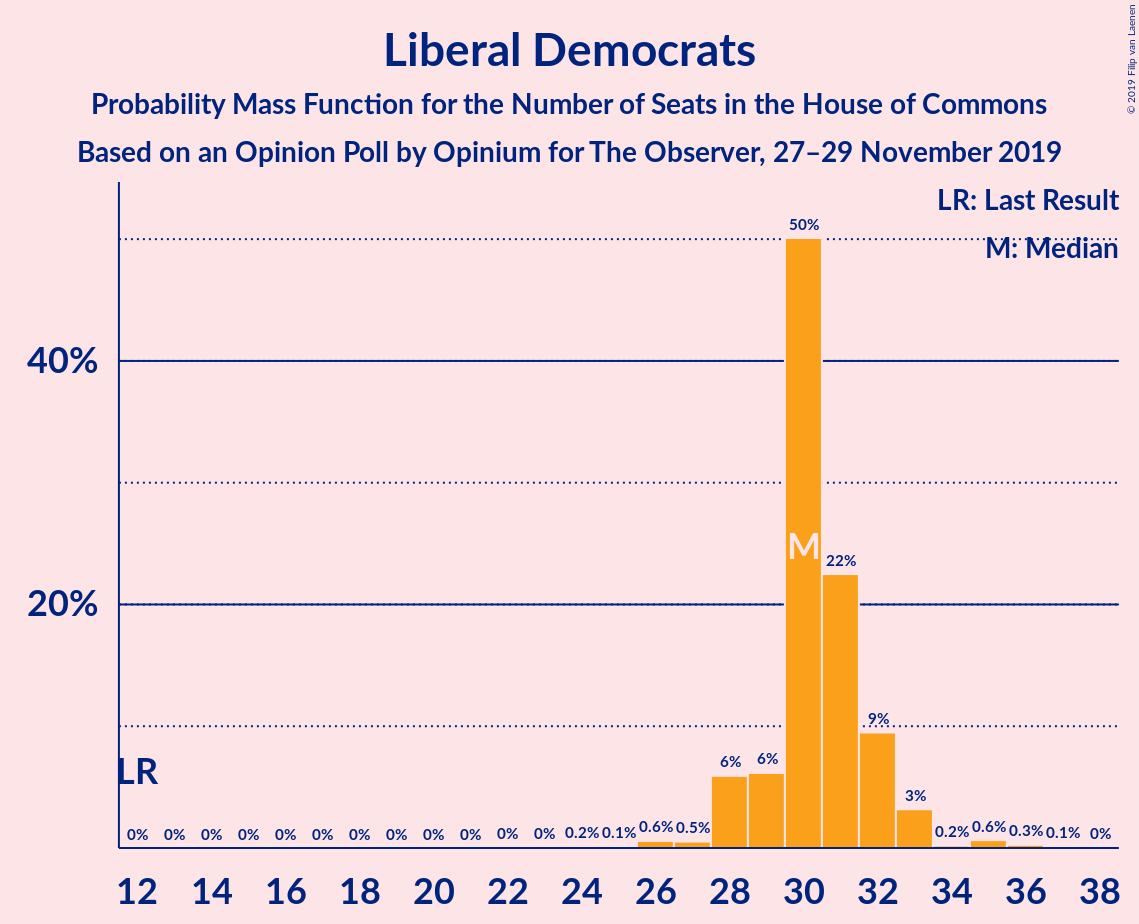 Liberal Democrats
Probability Mass Function for the Number of Seats in the House of Commons
Based on an Opinion Poll by Opinium for The Observer, 27–29 November 2019
© 2019 Filip van Laenen
LR: Last Result
M: Median
50%
40%
M
22%
20%
9%
LR
6%
6%
3%
0% 0% 0% 0% 0% 0% 0% 0% 0% 0% 0% 0% 0.2% 0.1% 0.6% 0.5% 0.2% 0.6% 0.3% 0.1% 0%
12 14 16 18 20 22 24 26 28 30 32 34 36 38